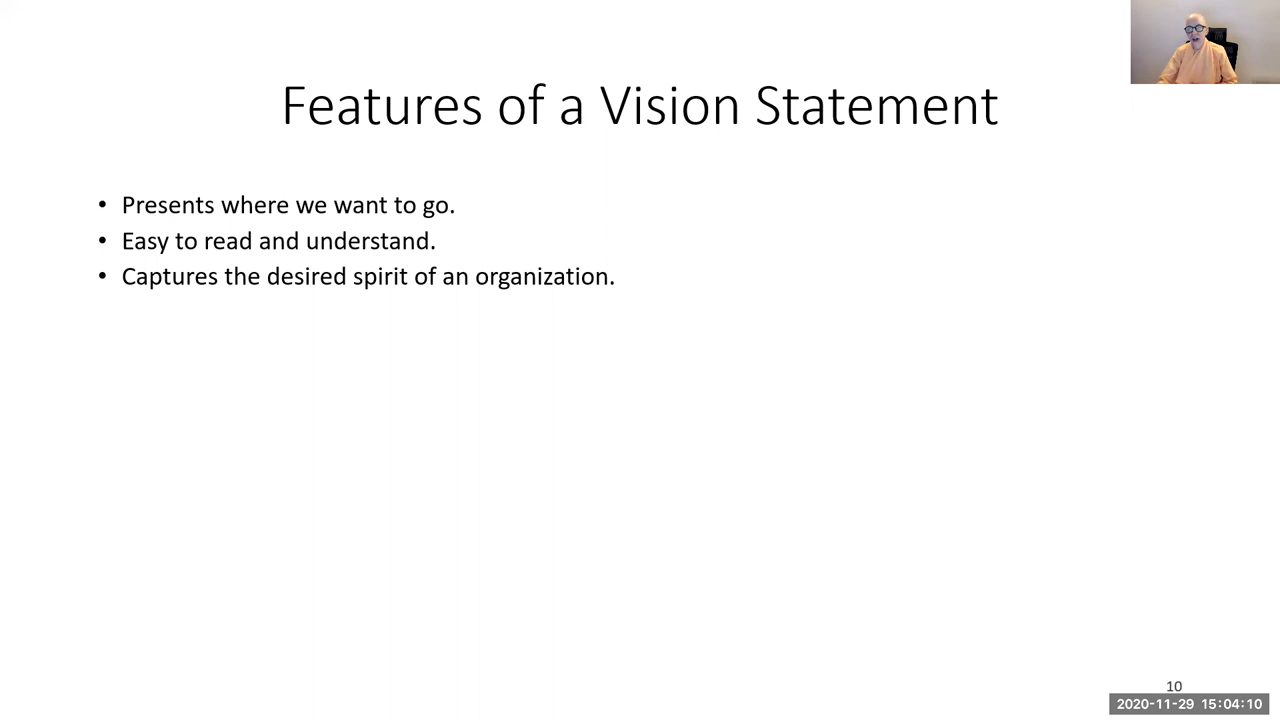 Features of a Vision Statement
• Presents where we want to go.
• Easy to read and understand.
• Captures the desired spirit of an organization.
10
2020-11-29 15:04:10